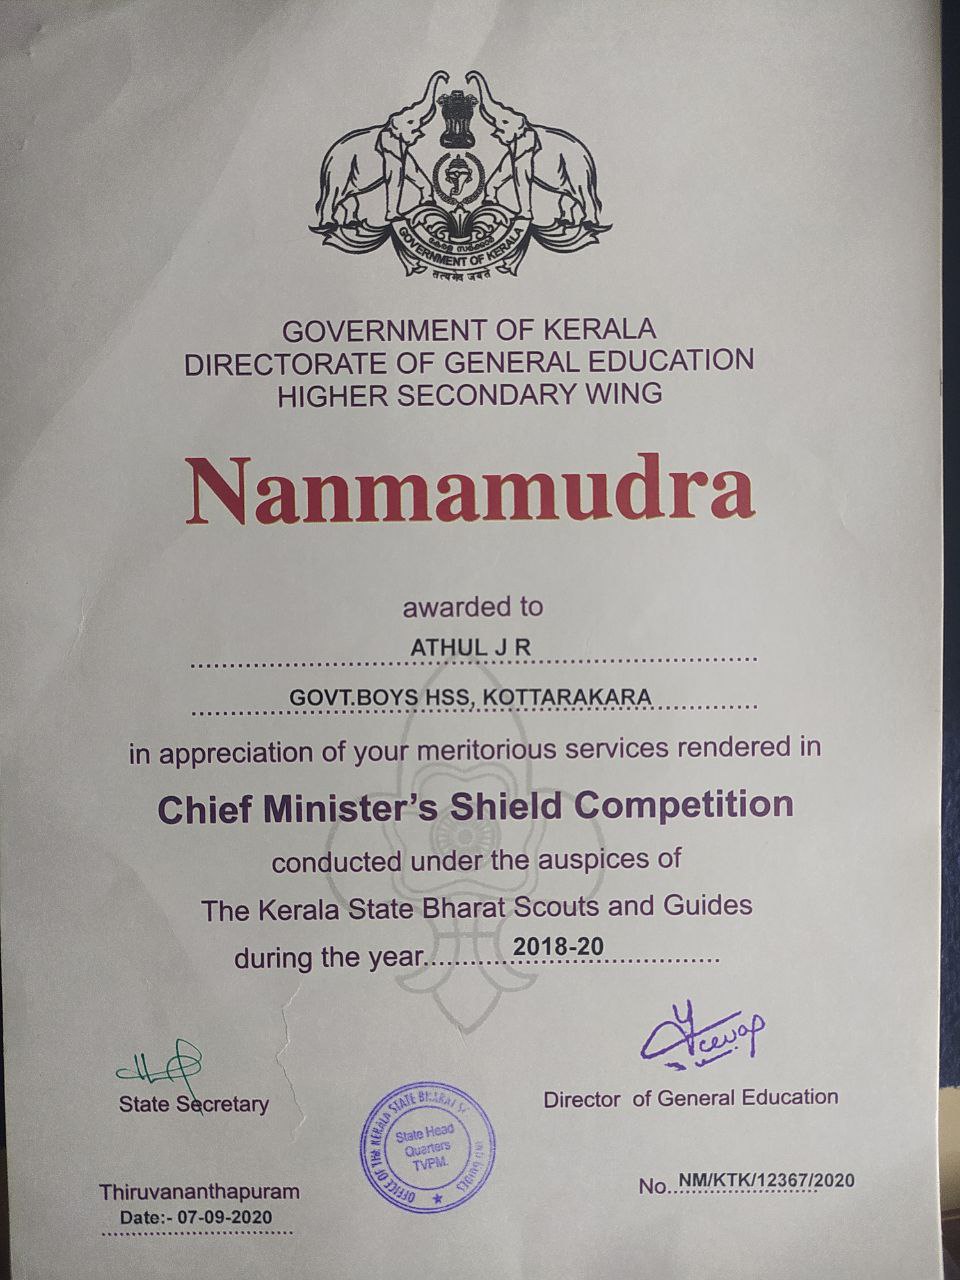 കേരള സർക്കാർ
GOVERNMENT OF KERALA
सत्यमेव जयते
GOVERNMENT OF KERALA
DIRECTORATE OF GENERAL EDUCATION
HIGHER SECONDARY WING
Nanmamudra
awarded to
ATHUL J R
GOVT.BOYS HSS, KOTTARAKARA
in appreciation of your meritorious services rendered in
Chief Minister's Shield Competition
conducted under the auspices of
The Kerala State Bharat Scouts and Guides
during the year.......... 2018-20 ..................
State Secretary
Director of General Education
OFFICE OF THE KERALA STATE BHARAT SC ND GUIDES
State Head
Quarters
TVPM.
Thiruvananthapuram
Date:- 07-09-2020
No.. NM/KTK/12367/2020